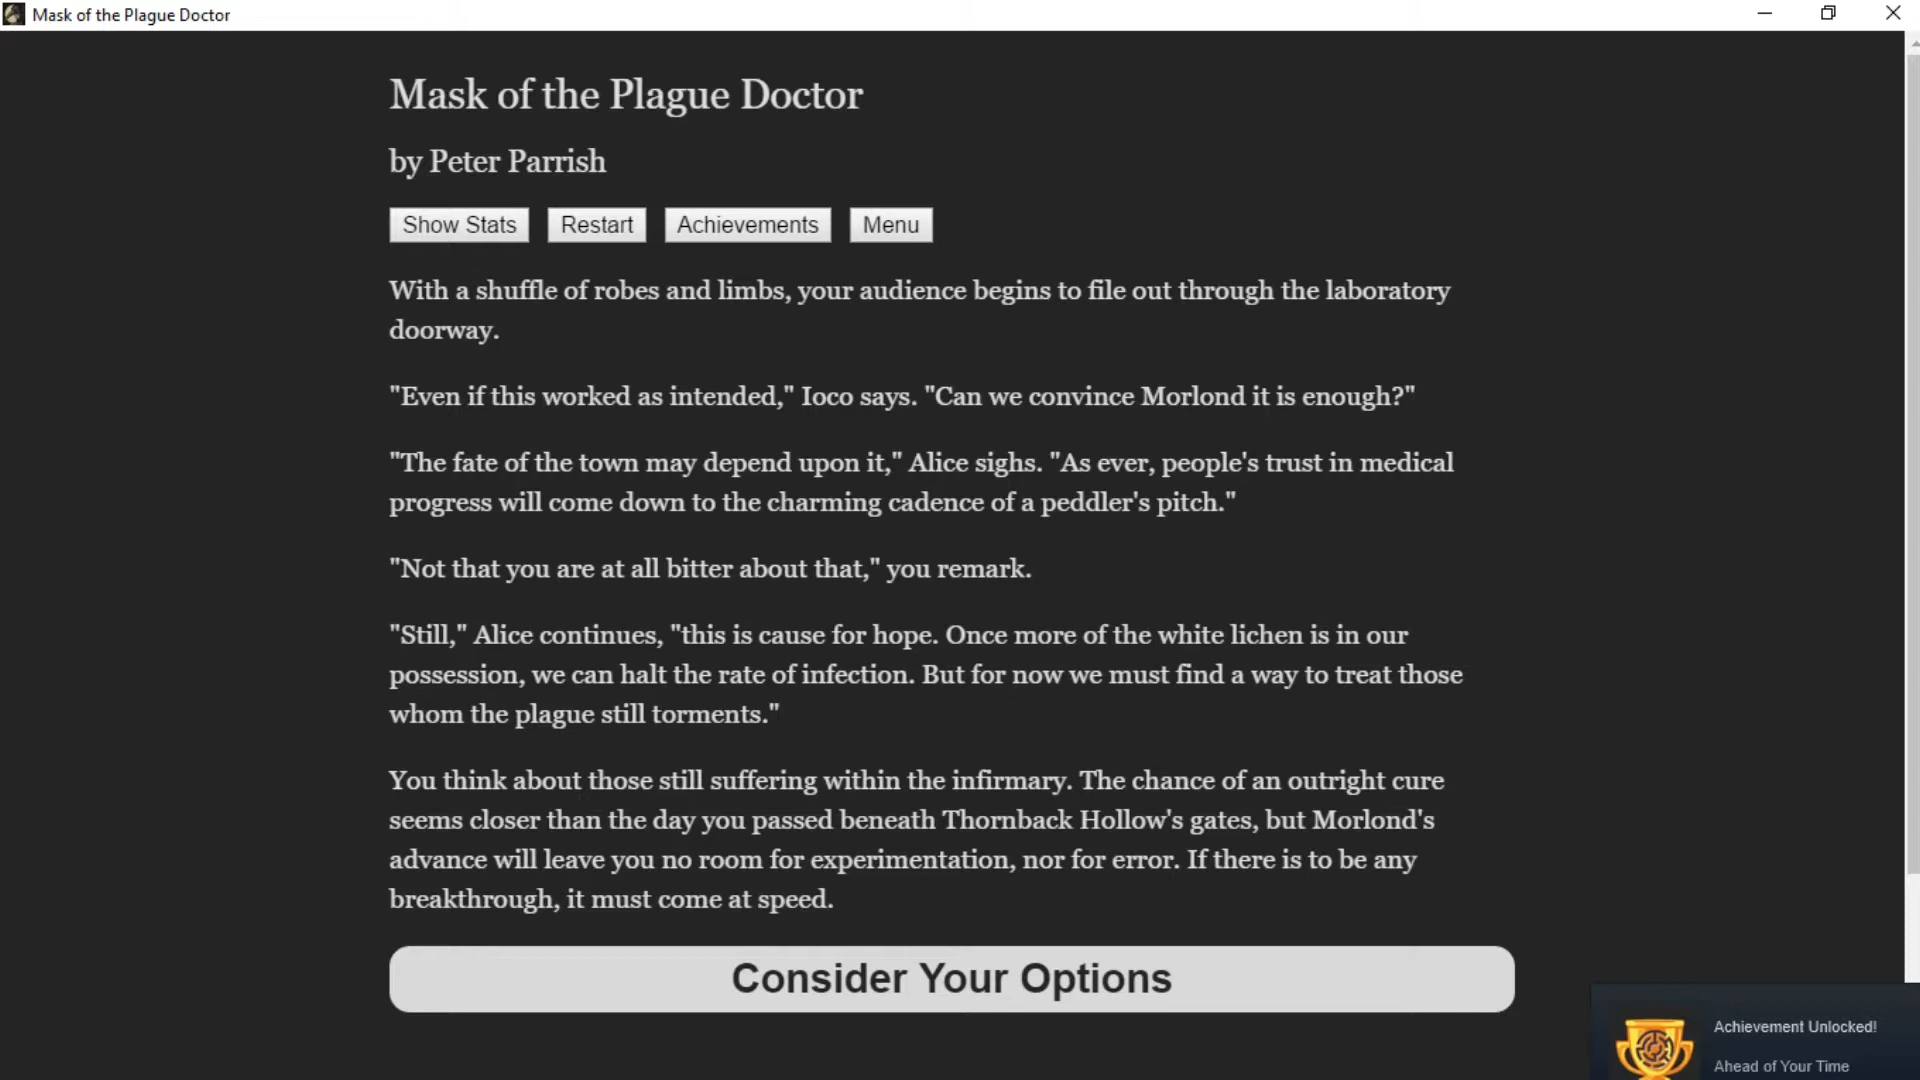 Mask of the Plague Doctor
Mask of the Plague Doctor
by Peter Parrish
Show Stats
Restart
Achievements
Menu
With a shuffle of robes and limbs, your audience begins to file out through the laboratory
doorway.
"Even if this worked as intended," Ioco says. "Can we convince Morlond it is enough?"
"The fate of the town may depend upon it," Alice sighs. "As ever, people's trust in medical
progress will come down to the charming cadence of a peddler's pitch."
"Not that you are at all bitter about that," you remark.
"Still," Alice continues, "this is cause for hope. Once more of the white lichen is in our
possession, we can halt the rate of infection. But for now we must find a way to treat those
whom the plague still torments."
You think about those still suffering within the infirmary. The chance of an outright cure
seems closer than the day you passed beneath Thornback Hollow's gates, but Morlond's
advance will leave you no room for experimentation, nor for error. If there is to be any
breakthrough, it must come at speed.
Consider Your Options
Achievement Unlocked!
Ahead of Your Time